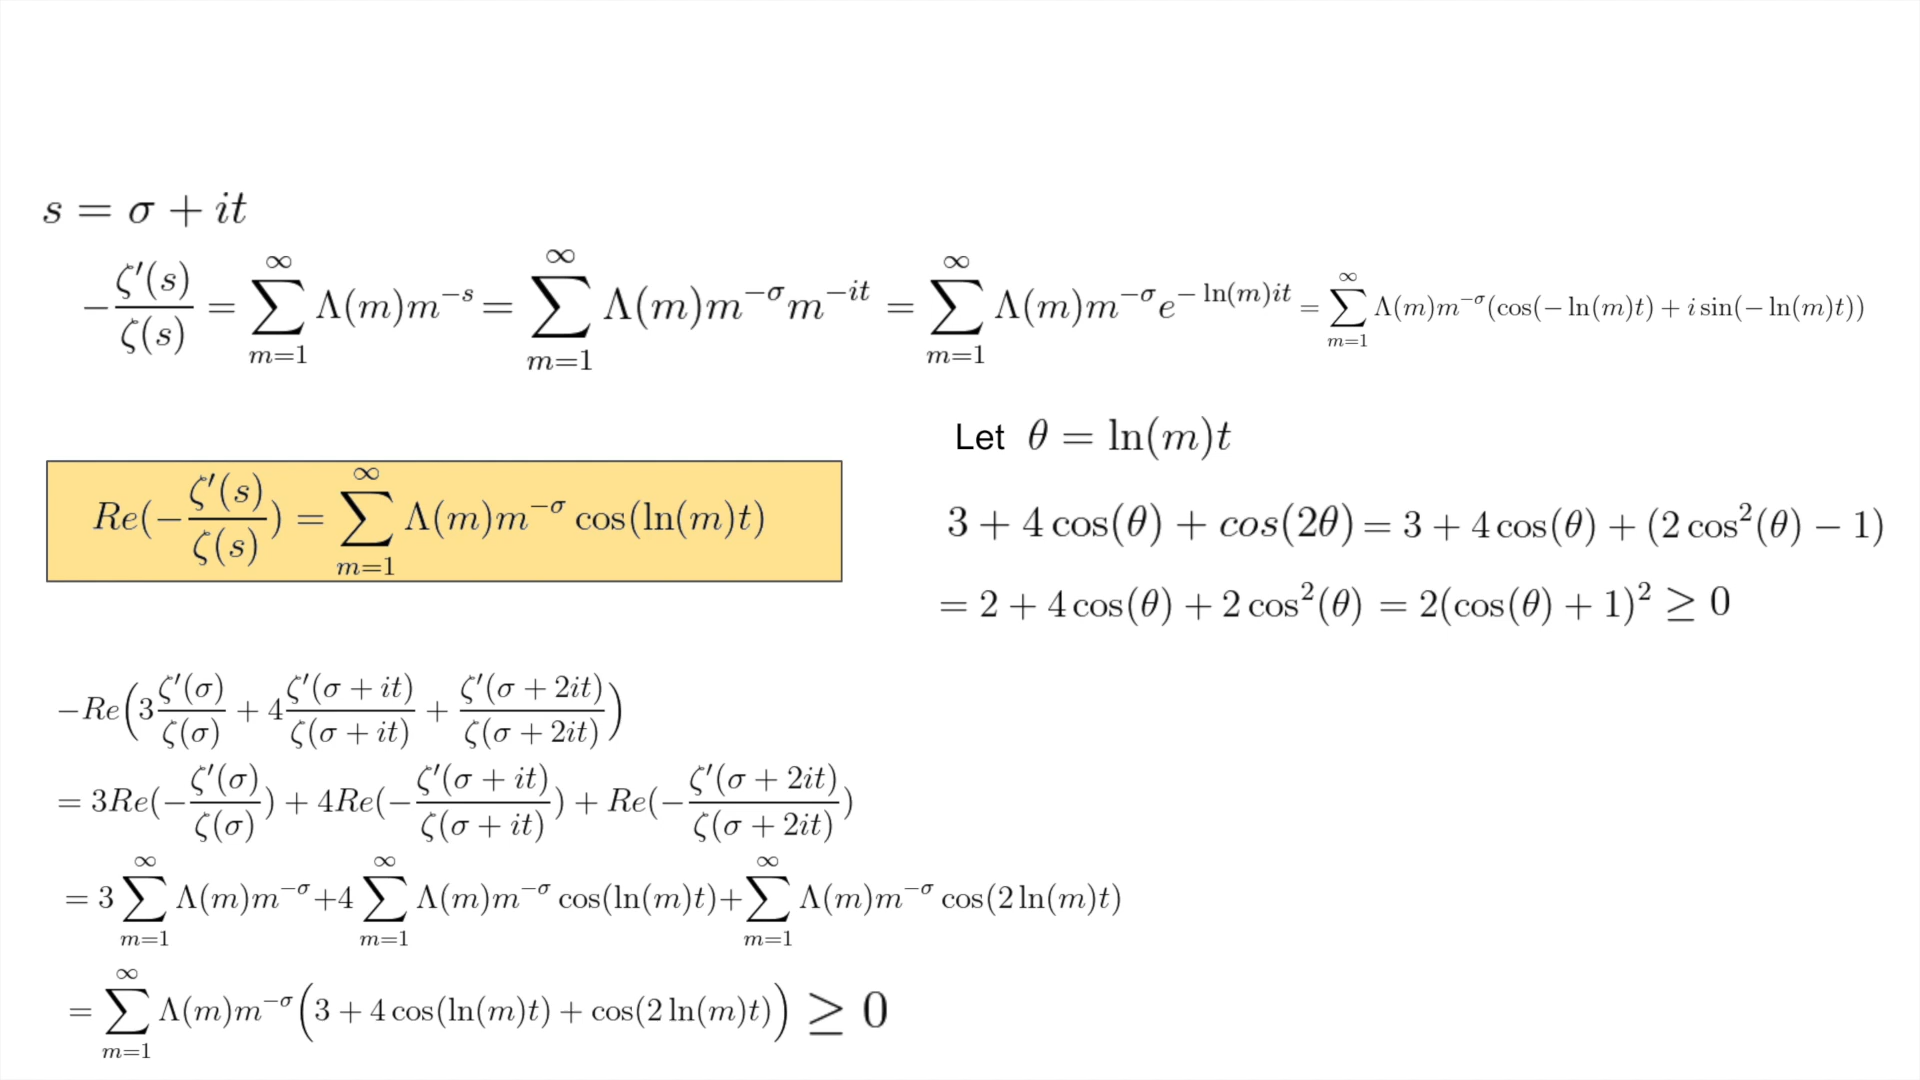 s = σ + it
−ζ′(s)/ζ(s) = ∑_{m=1}^{∞} Λ(m)m^{−s} = ∑_{m=1}^{∞} Λ(m)m^{−σ}m^{−it} = ∑_{m=1}^{∞} Λ(m)m^{−σ}e^{−ln(m)it} = ∑_{m=1}^{∞} Λ(m)m^{−σ}(cos(−ln(m)t) + i sin(−ln(m)t))
Let θ = ln(m)t
Re(−ζ′(s)/ζ(s)) = ∑_{m=1}^{∞} Λ(m)m^{−σ} cos(ln(m)t)
3 + 4 cos(θ) + cos(2θ) = 3 + 4 cos(θ) + (2 cos²(θ) − 1)
= 2 + 4 cos(θ) + 2 cos²(θ) = 2(cos(θ) + 1)² ≥ 0
−Re(3 ζ′(σ)/ζ(σ) + 4 ζ′(σ + it)/ζ(σ + it) + ζ′(σ + 2it)/ζ(σ + 2it))
= 3Re(−ζ′(σ)/ζ(σ)) + 4Re(−ζ′(σ + it)/ζ(σ + it)) + Re(−ζ′(σ + 2it)/ζ(σ + 2it))
= 3 ∑_{m=1}^{∞} Λ(m)m^{−σ} + 4 ∑_{m=1}^{∞} Λ(m)m^{−σ} cos(ln(m)t) + ∑_{m=1}^{∞} Λ(m)m^{−σ} cos(2 ln(m)t)
= ∑_{m=1}^{∞} Λ(m)m^{−σ}(3 + 4 cos(ln(m)t) + cos(2 ln(m)t)) ≥ 0